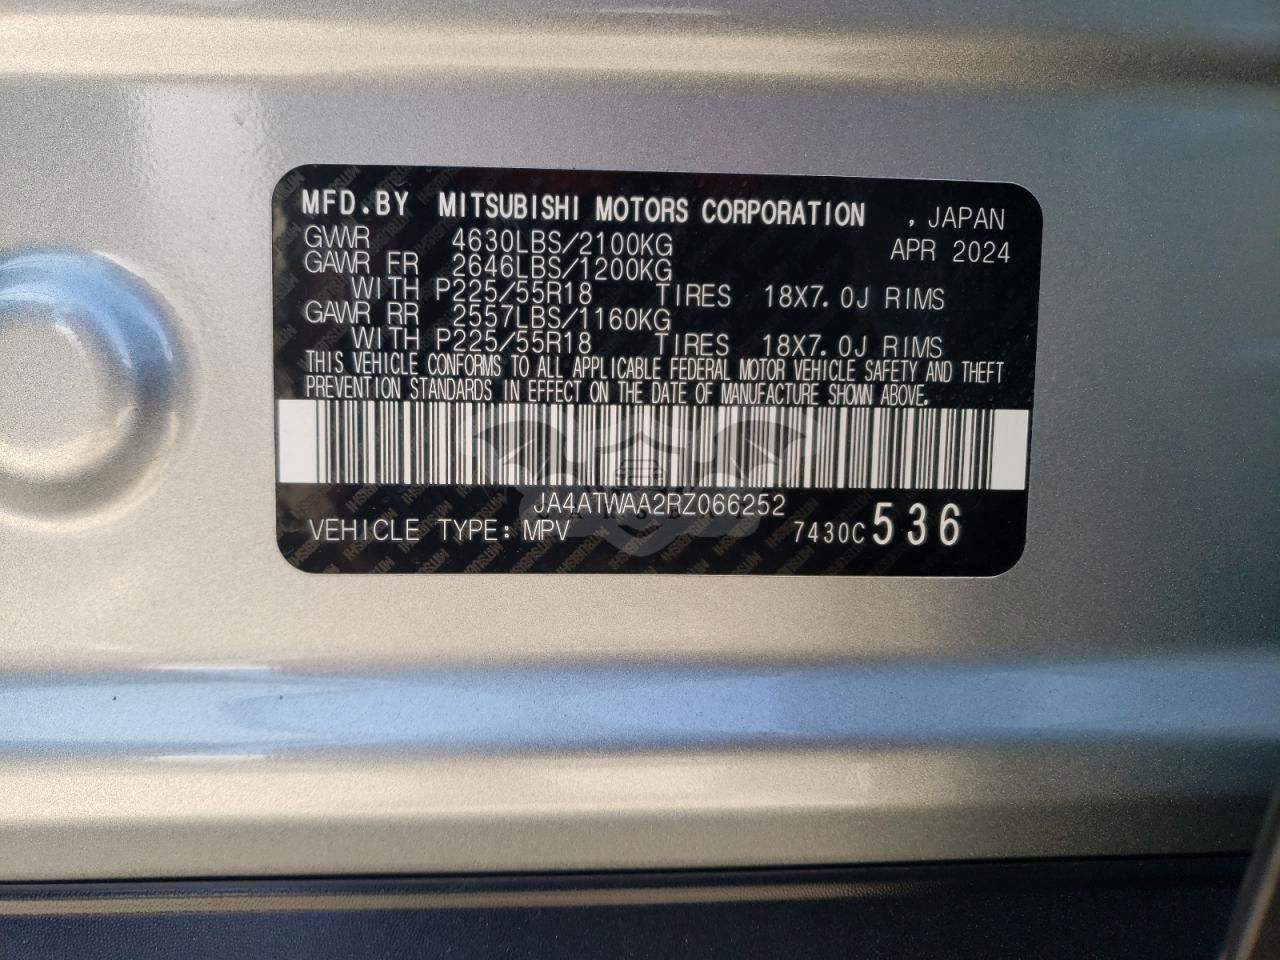 MFD.BY MITSUBISHI MOTORS CORPORATION , JAPAN
GVWR 4630LBS/2100KG APR 2024
GAWR FR 2646LBS/1200KG
WITH P225/55R18 TIRES 18X7.0J RIMS
GAWR RR 2557LBS/1160KG
WITH P225/55R18 TIRES 18X7.0J RIMS
THIS VEHICLE CONFORMS TO ALL APPLICABLE FEDERAL MOTOR VEHICLE SAFETY AND THEFT
PREVENTION STANDARDS IN EFFECT ON THE DATE OF MANUFACTURE SHOWN ABOVE.
JA4ATWAA2RZ066252
VEHICLE TYPE: MPV 7430C 536